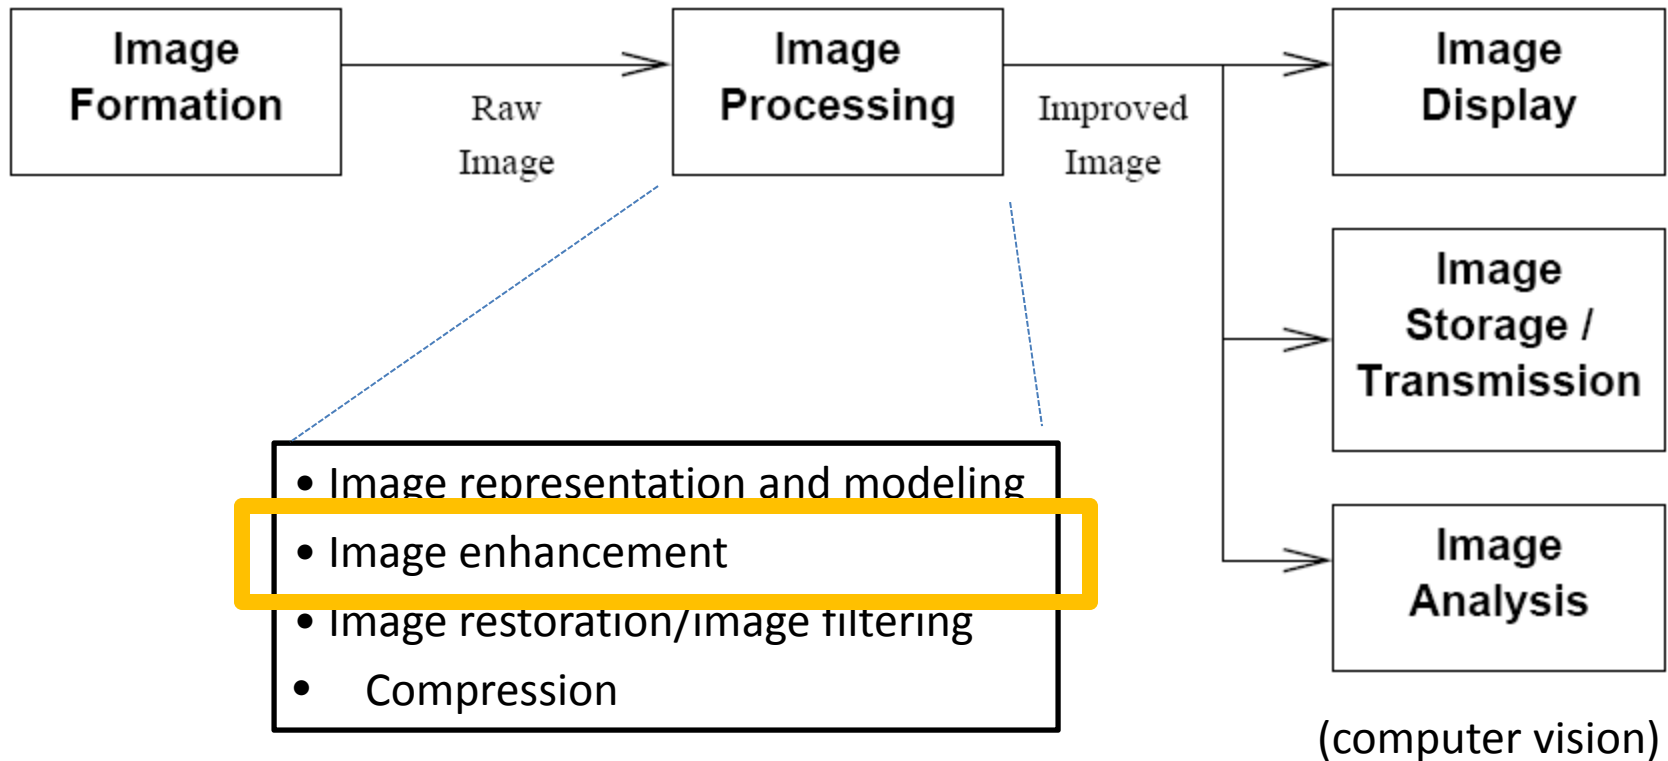 Image
Formation
Raw
Image
Image
Processing
Improved
Image
Image
Display
Image
Storage /
Transmission
Image
Analysis
(computer vision)
• Image representation and modeling
• Image enhancement
• Image restoration/image filtering
• Compression